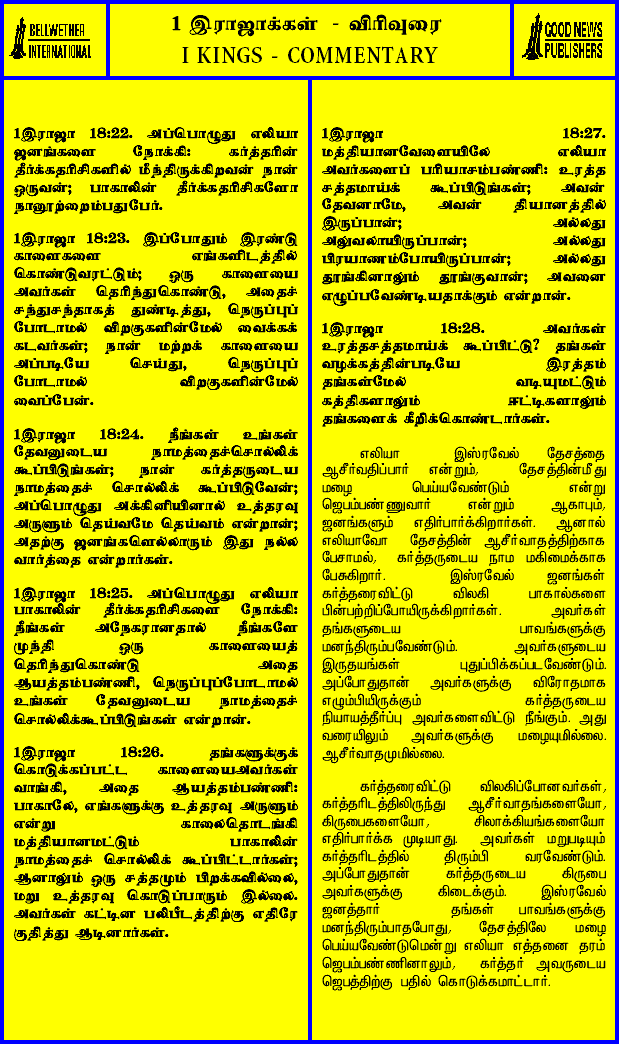 BELLWETHER
INTERNATIONAL
1 இராஜாக்கள் - விரிவுரை
I KINGS - COMMENTARY
GOOD NEWS
PUBLISHERS
1இராஜா 18:22. அப்பொழுது எலியா
ஜனங்களை நோக்கி: கர்த்தரின்
தீர்க்கதரிசிகளில் மீந்திருக்கிறவன் நான்
ஒருவன்; பாகாலின் தீர்க்கதரிசிகளோ
நானூற்றைம்பதுபேர்.
1இராஜா 18:23. இப்போதும் இரண்டு
காளைகளை எங்களிடத்தில்
கொண்டுவரட்டும்; ஒரு காளையை
அவர்கள் தெரிந்துகொண்டு, அதைச்
சந்துசந்தாகத் துண்டித்து, நெருப்புப்
போடாமல் விறகுகளின்மேல் வைக்கக்
கடவர்கள்; நான் மற்றக் காளையை
அப்படியே செய்து, நெருப்புப்
போடாமல் விறகுகளின்மேல்
வைப்பேன்.
1இராஜா 18:24. நீங்கள் உங்கள்
தேவனுடைய நாமத்தைச்சொல்லிக்
கூப்பிடுங்கள்; நான் கர்த்தருடைய
நாமத்தைச் சொல்லிக் கூப்பிடுவேன்;
அப்பொழுது அக்கினியினால் உத்தரவு
அருளும் தெய்வமே தெய்வம் என்றான்;
அதற்கு ஜனங்களெல்லாரும் இது நல்ல
வார்த்தை என்றார்கள்.
1இராஜா 18:25. அப்பொழுது எலியா
பாகாலின் தீர்க்கதரிசிகளை நோக்கி:
நீங்கள் அநேகரானதால் நீங்களே
முந்தி ஒரு காளையைத்
தெரிந்துகொண்டு அதை
ஆயத்தம்பண்ணி, நெருப்புப்போடாமல்
உங்கள் தேவனுடைய நாமத்தைச்
சொல்லிக்கூப்பிடுங்கள் என்றான்.
1இராஜா 18:26. தங்களுக்குக்
கொடுக்கப்பட்ட காளையைஅவர்கள்
வாங்கி, அதை ஆயத்தம்பண்ணி:
பாகாலே, எங்களுக்கு உத்தரவு அருளும்
என்று காலைதொடங்கி
மத்தியானமட்டும் பாகாலின்
நாமத்தைச் சொல்லிக் கூப்பிட்டார்கள்;
ஆனாலும் ஒரு சத்தமும் பிறக்கவில்லை,
மறு உத்தரவு கொடுப்பாரும் இல்லை.
அவர்கள் கட்டின பலிபீடத்திற்கு எதிரே
குதித்து ஆடினார்கள்.
1இராஜா 18:27.
மத்தியானவேளையிலே எலியா
அவர்களைப் பரியாசம்பண்ணி: உரத்த
சத்தமாய்க் கூப்பிடுங்கள்; அவன்
தேவனாமே, அவன் தியானத்தில்
இருப்பான்; அல்லது
அலுவலாயிருப்பான்; அல்லது
பிரயாணம்போயிருப்பான்; அல்லது
தூங்கினாலும் தூங்குவான்; அவனை
எழுப்பவேண்டியதாக்கும் என்றான்.
1இராஜா 18:28. அவர்கள்
உரத்தசத்தமாய்க் கூப்பிட்டு? தங்கள்
வழக்கத்தின்படியே இரத்தம்
தங்கள்மேல் வடியுமட்டும்
கத்திகளாலும் ஈட்டிகளாலும்
தங்களைக் கீறிக்கொண்டார்கள்.
எலியா இஸ்ரவேல் தேசத்தை
ஆசீர்வதிப்பார் என்றும், தேசத்தின்மீது
மழை பெய்யவேண்டும் என்று
ஜெபம்பண்ணுவார் என்றும் ஆகாபும்,
ஜனங்களும் எதிர்பார்க்கிறார்கள். ஆனால்
எலியாவோ தேசத்தின் ஆசீர்வாதத்திற்காக
பேசாமல், கர்த்தருடைய நாம மகிமைக்காக
பேசுகிறார். இஸ்ரவேல் ஜனங்கள்
கர்த்தரைவிட்டு விலகி பாகால்களை
பின்பற்றிப்போயிருக்கிறார்கள். அவர்கள்
தங்களுடைய பாவங்களுக்கு
மனந்திரும்பவேண்டும். அவர்களுடைய
இருதயங்கள் புதுப்பிக்கப்படவேண்டும்.
அப்போதுதான் அவர்களுக்கு விரோதமாக
எழும்பியிருக்கும் கர்த்தருடைய
நியாயத்தீர்ப்பு அவர்களைவிட்டு நீங்கும். அது
வரையிலும் அவர்களுக்கு மழையுமில்லை.
ஆசீர்வாதமுமில்லை.
கர்த்தரைவிட்டு விலகிப்போனவர்கள்,
கர்த்தரிடத்திலிருந்து ஆசீர்வாதங்களையோ,
கிருபைகளையோ, சிலாக்கியங்களையோ
எதிர்பார்க்க முடியாது. அவர்கள் மறுபடியும்
கர்த்தரிடத்தில் திரும்பி வரவேண்டும்.
அப்போதுதான் கர்த்தருடைய கிருபை
அவர்களுக்கு கிடைக்கும். இஸ்ரவேல்
ஜனத்தார் தங்கள் பாவங்களுக்கு
மனந்திரும்பாதபோது, தேசத்திலே மழை
பெய்யவேண்டுமென்று எலியா எத்தனை தரம்
ஜெபம்பண்ணினாலும், கர்த்தர் அவருடைய
ஜெபத்திற்கு பதில் கொடுக்கமாட்டார்.